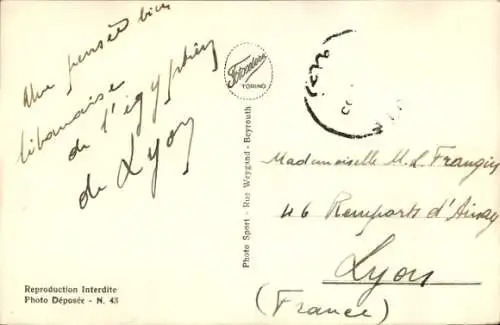 Une pensée bien
libanaise
de l'égyptien
de Lyon
Fotocelere
TORINO
Photo Sport - Rue Weygand - Beyrouth
Mademoiselle M. L. Frangin
46 Remparts d'Ainay
Lyon
(France)
Reproduction Interdite
Photo Déposée - N. 43